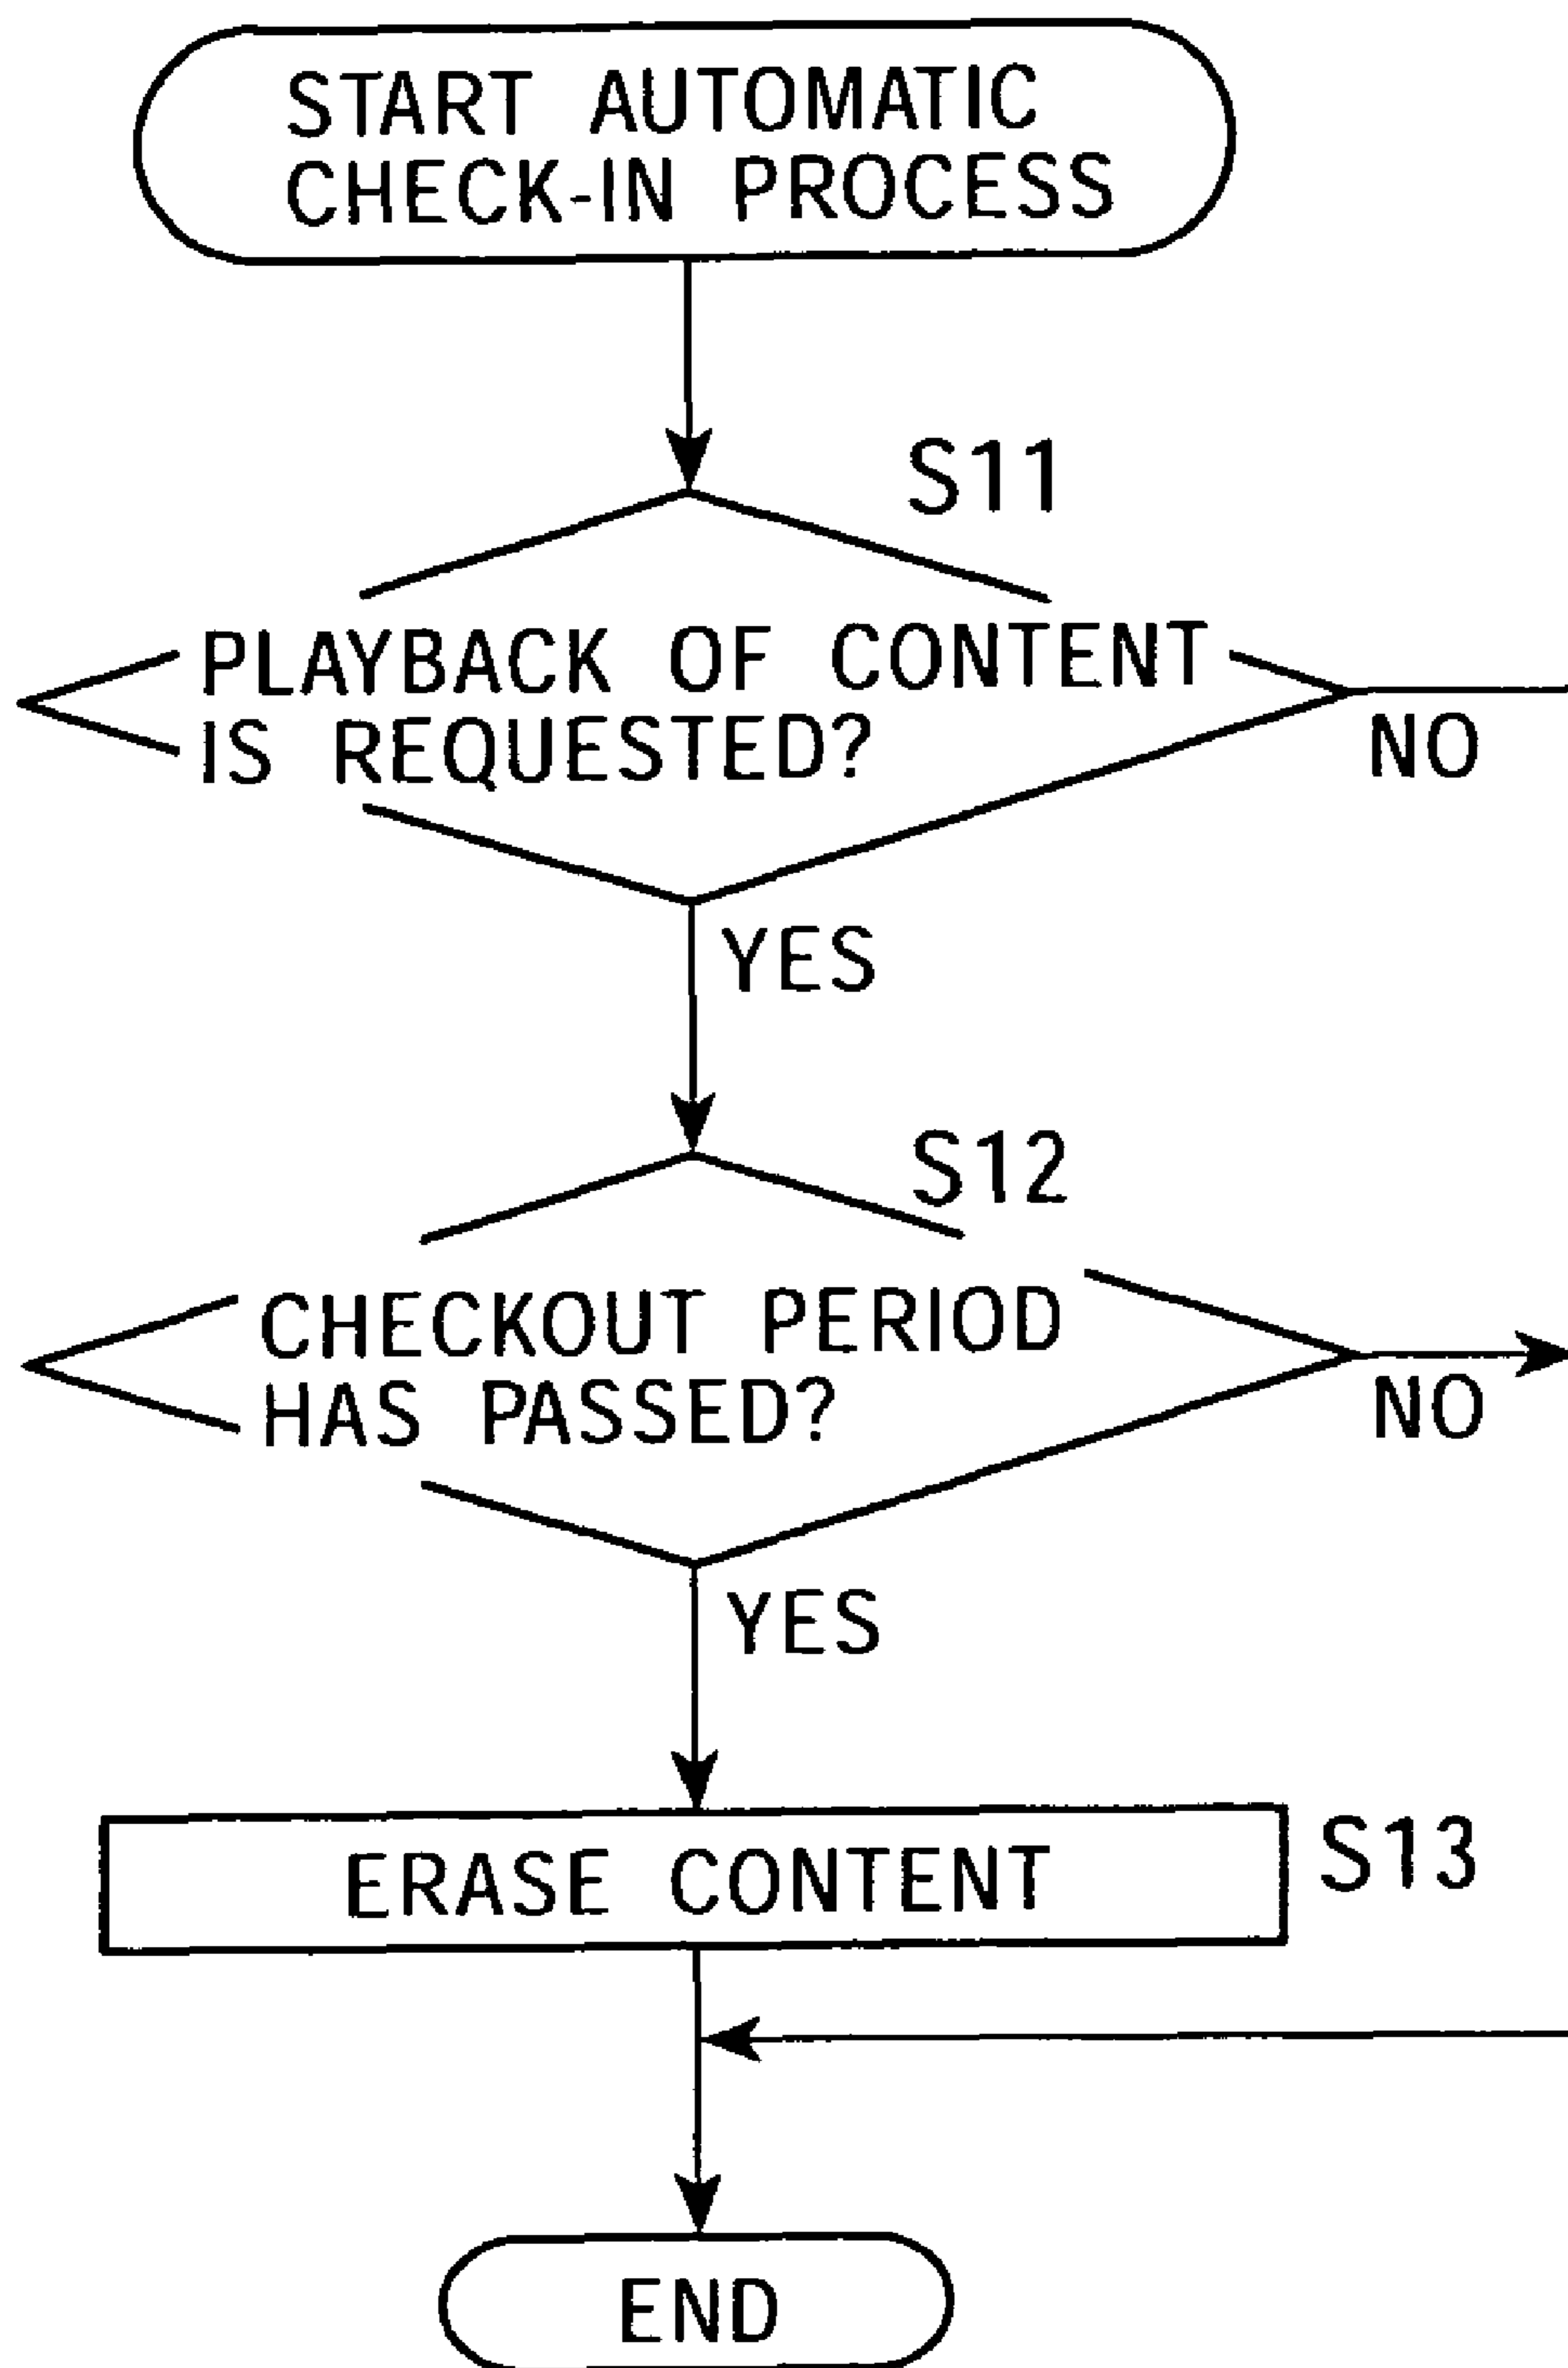 START AUTOMATIC
CHECK-IN PROCESS
S11
PLAYBACK OF CONTENT
IS REQUESTED?
NO
YES
S12
CHECKOUT PERIOD
HAS PASSED?
NO
YES
ERASE CONTENT
S13
END